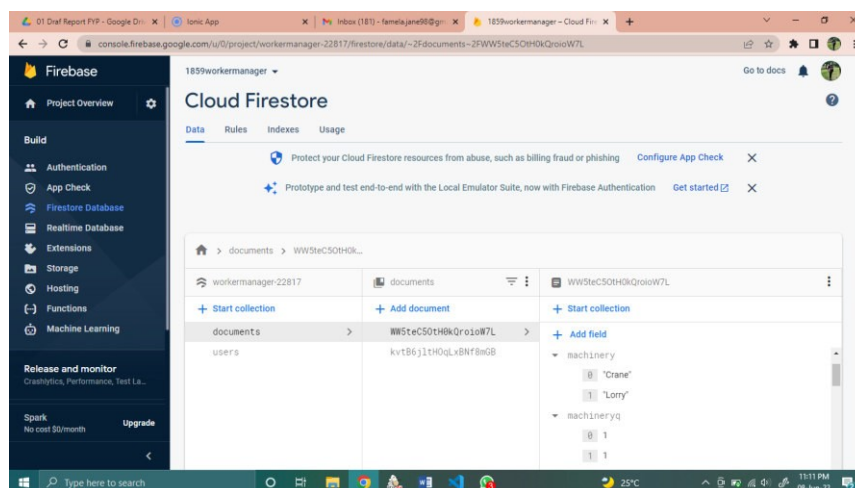 01 Draf Report FYP - Google Dri
Ionic App
Inbox (181) - famelajane98@gm
1859workermanager – Cloud Fir
console.firebase.google.com/u/0/project/workermanager-22817/firestore/data/~2Fdocuments~2FWW5teC5OtH0kQroioW7L
Firebase
1859workermanager
Go to docs
Project Overview
Cloud Firestore
Data Rules Indexes Usage
Build
Protect your Cloud Firestore resources from abuse, such as billing fraud or phishing Configure App Check
Authentication
App Check
Prototype and test end-to-end with the Local Emulator Suite, now with Firebase Authentication Get started
Firestore Database
Realtime Database
Extensions
Storage
Hosting
Functions
Machine Learning
documents > WW5teC5OtH0k...
workermanager-22817
documents
WW5teC5OtH0kQroioW7L
+ Start collection
+ Add document
+ Start collection
documents
WW5teC5OtH0kQroioW7L
+ Add field
users
kvtB6jltHOqLxBNf8mGB
machinery
0 "Crane"
1 "Lorry"
machineryq
0 1
1 1
Release and monitor
Crashlytics, Performance, Test La...
Spark
No cost $0/month
Upgrade
Type here to search
25°C
11:11 PM